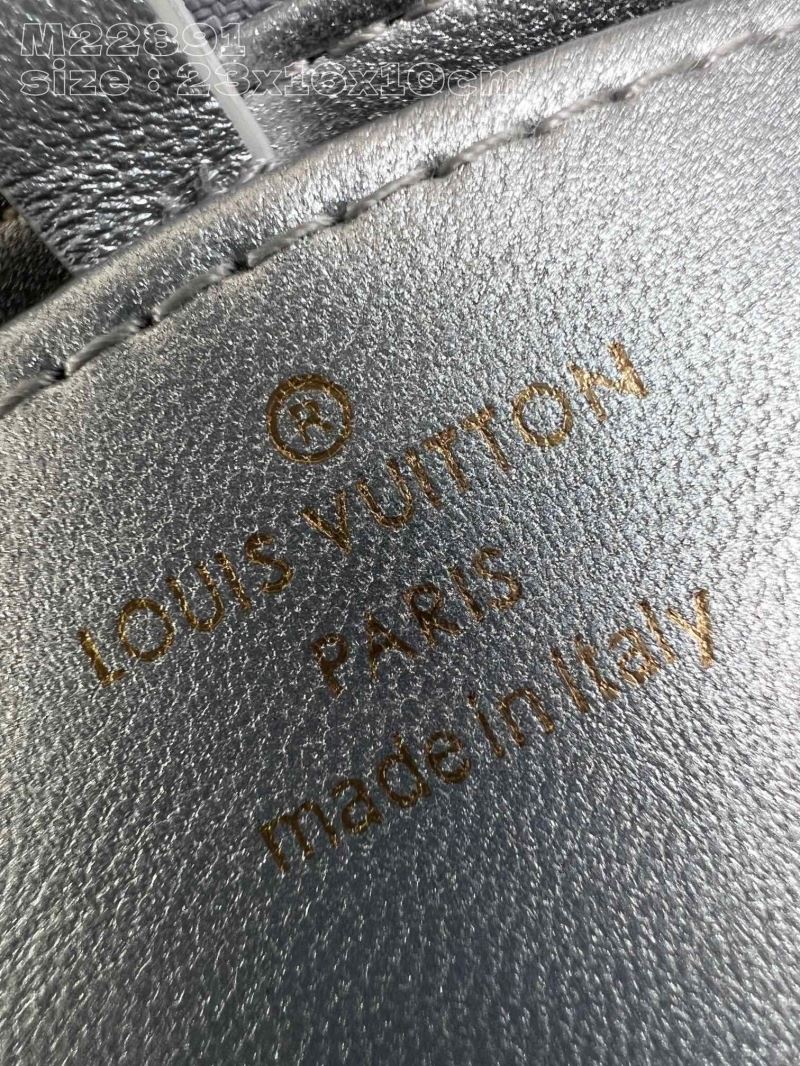 M22891
size : 23x16x10cm
®
LOUIS VUITTON
PARIS
made in Italy